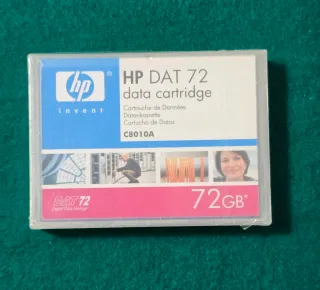 hp
invent
HP DAT 72
data cartridge
Cartouche de Données
Datenkassette
Cartucho de Datos
C8010A
DAT 72
72GB*